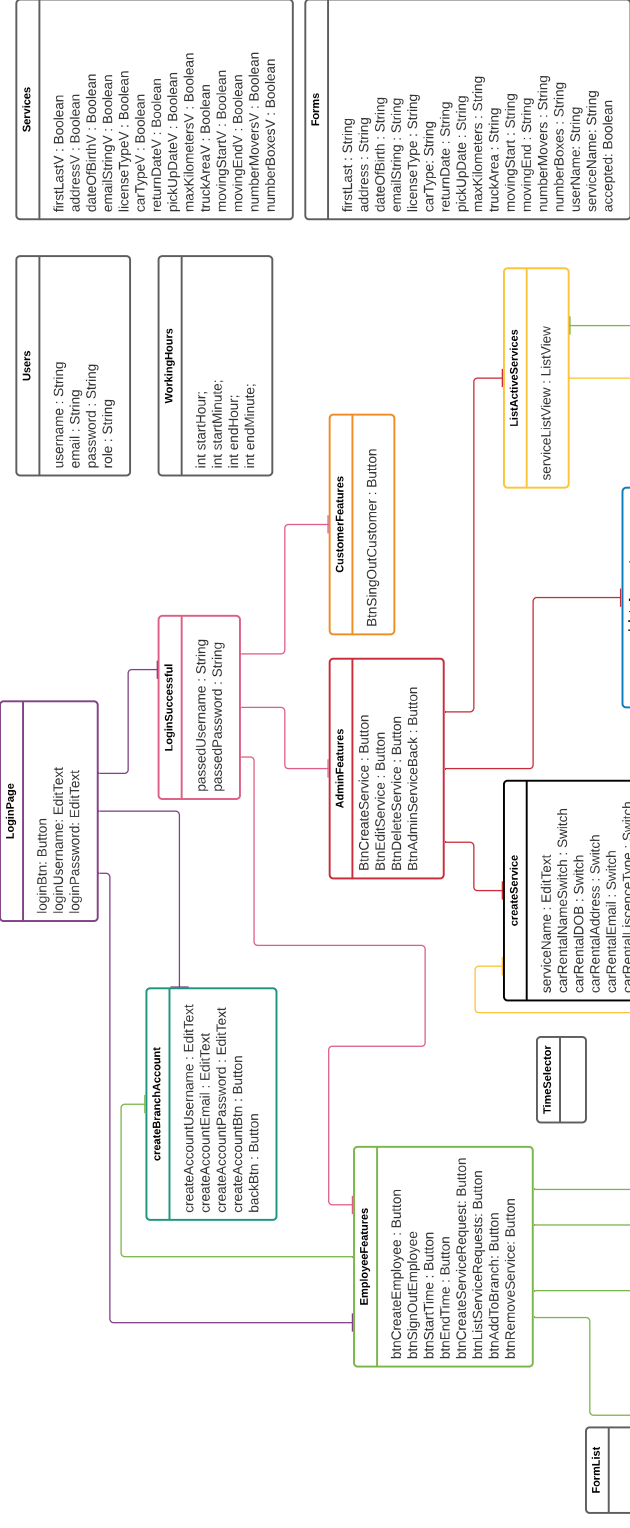 LoginPage
loginBtn: Button
loginUsername: EditText
loginPassword: EditText
Users
username : String
email : String
password : String
role : String
Services
firstLastV : Boolean
addressV : Boolean
dateOfBirthV : Boolean
emailStringV : Boolean
licenseTypeV : Boolean
carTypeV : Boolean
returnDateV : Boolean
pickUpDateV : Boolean
maxKilometersV : Boolean
truckAreaV : Boolean
movingStartV : Boolean
movingEndV : Boolean
numberMoversV : Boolean
numberBoxesV : Boolean
createBranchAccount
createAccountUsername : EditText
createAccountEmail : EditText
createAccountPassword : EditText
createAccountBtn : Button
backBtn : Button
LoginSuccessful
passedUsername : String
passedPassword : String
WorkingHours
int startHour;
int startMinute;
int endHour;
int endMinute;
Forms
firstLast : String
address : String
dateOfBirth : String
emailString : String
licenseType : String
carType: String
returnDate : String
pickUpDate : String
maxKilometers : String
truckArea : String
movingStart : String
movingEnd : String
numberMovers : String
numberBoxes : String
userName: String
serviceName: String
accepted: Boolean
EmployeeFeatures
btnCreateEmployee : Button
btnSignOutEmployee
btnStartTime : Button
btnEndTime : Button
btnCreateServiceRequest: Button
btnListServiceRequests: Button
btnAddToBranch: Button
btnRemoveService: Button
AdminFeatures
BtnCreateService : Button
BtnEditService : Button
BtnDeleteService : Button
BtnAdminServiceBack : Button
CustomerFeatures
BtnSingOutCustomer : Button
TimeSelector
createService
serviceName : EditText
carRentalNameSwitch : Switch
carRentalDOB : Switch
carRentalAddress : Switch
carRentalEmail : Switch
carRentalLiscenceType : Switch
ListActiveServices
serviceListView : ListView
FormList